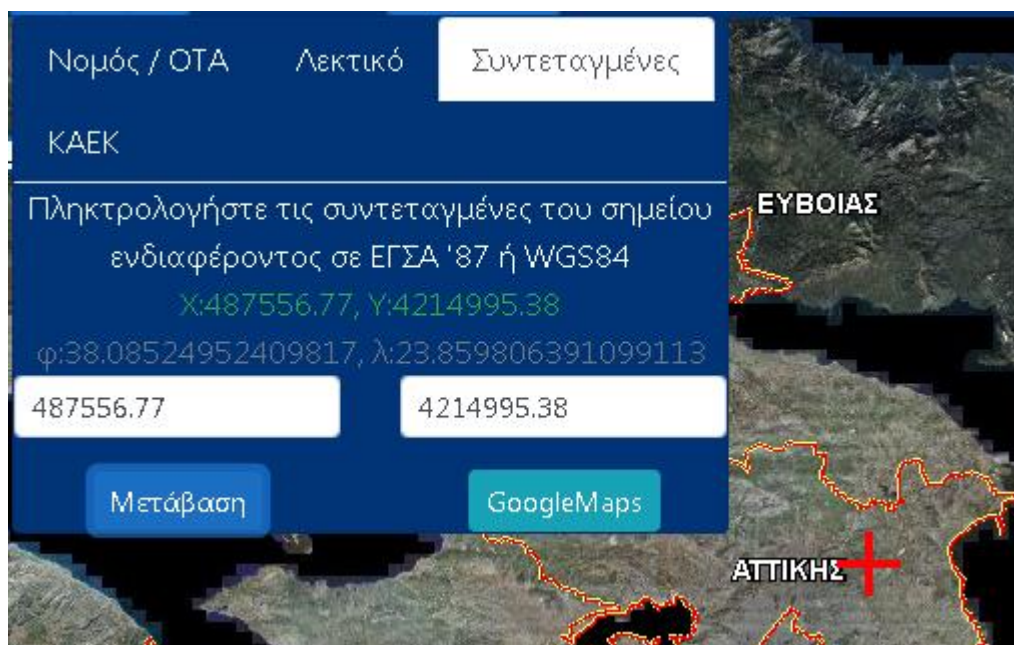 Νομός / ΟΤΑ Λεκτικό Συντεταγμένες
ΚΑΕΚ
Πληκτρολογήστε τις συντεταγμένες του σημείου
ενδιαφέροντος σε ΕΓΣΑ '87 ή WGS84
X:487556.77, Y:4214995.38
φ:38.08524952409817, λ:23.859806391099113
487556.77 4214995.38
Μετάβαση GoogleMaps
ΕΥΒΟΙΑΣ
ΑΤΤΙΚΗΣ